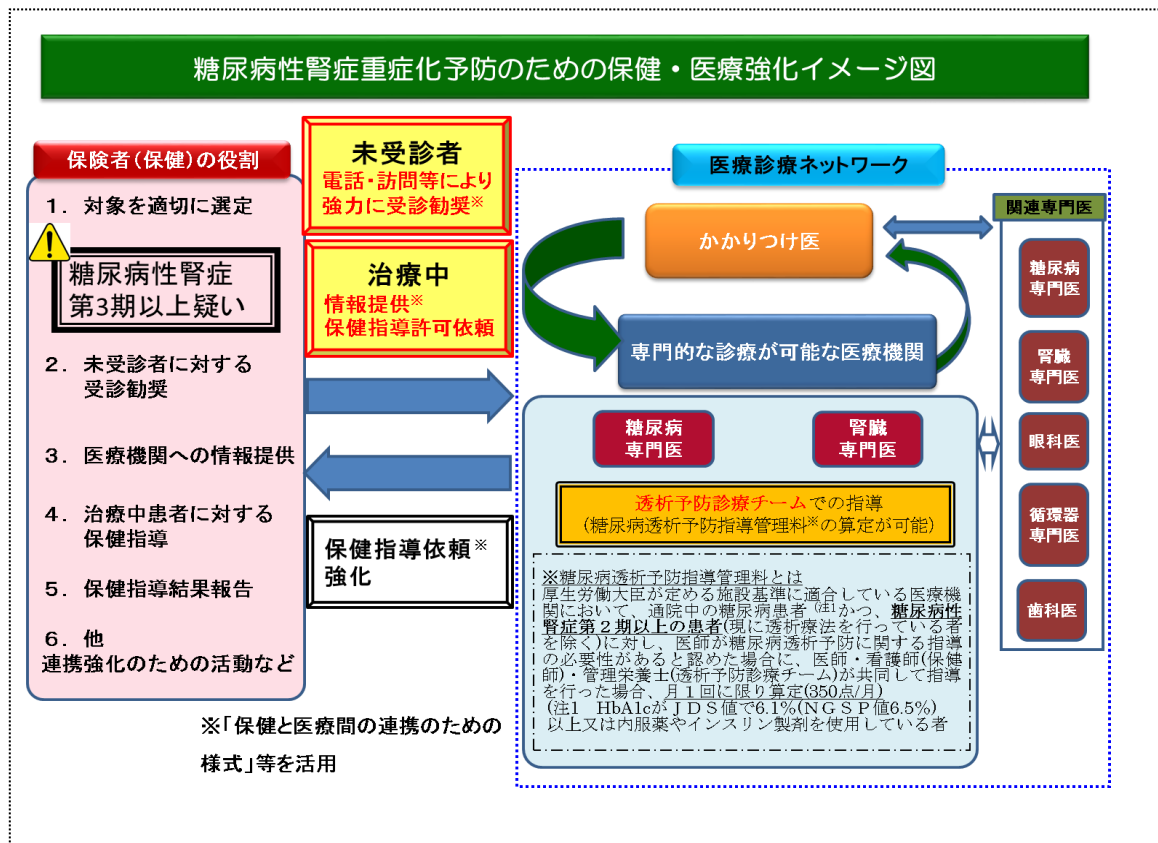 糖尿病性腎症重症化予防のための保健・医療強化イメージ図
保険者（保健）の役割
1．対象を適切に選定
糖尿病性腎症
第3期以上疑い
2．未受診者に対する
受診勧奨
3．医療機関への情報提供
4．治療中患者に対する
保健指導
5．保健指導結果報告
6．他
連携強化のための活動など
未受診者
電話・訪問等により
強力に受診勧奨※
治療中
情報提供※
保健指導許可依頼
保健指導依頼※
強化
※「保健と医療間の連携のための
様式」等を活用
医療診療ネットワーク
かかりつけ医
専門的な診療が可能な医療機関
糖尿病
専門医
腎臓
専門医
透析予防診療チームでの指導
（糖尿病透析予防指導管理料※の算定が可能）
※糖尿病透析予防指導管理料とは
厚生労働大臣が定める施設基準に適合している医療機
関において、通院中の糖尿病患者（注1かつ、糖尿病性
腎症第２期以上の患者(現に透析療法を行っている者
を除く)に対し、医師が糖尿病透析予防に関する指導
の必要性があると認めた場合に、医師・看護師(保健
師)・管理栄養士(透析予防診療チーム)が共同して指導
を行った場合、月１回に限り算定(350点/月)
(注1 HbA1cがＪＤＳ値で6.1%(ＮＧＳＰ値6.5%)
以上又は内服薬やインスリン製剤を使用している者
関連専門医
糖尿病
専門医
腎臓
専門医
眼科医
循環器
専門医
歯科医